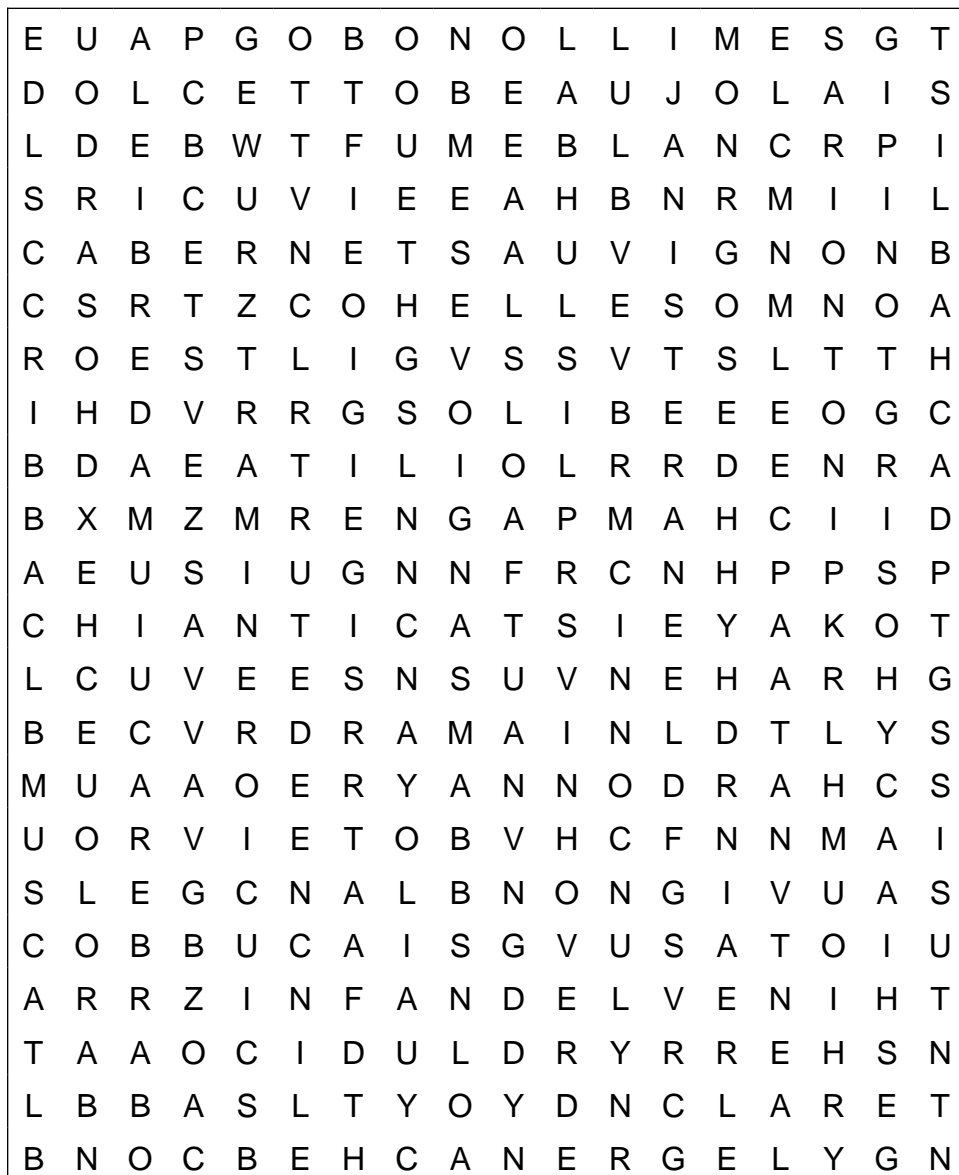 E U A P G O B O N O L L I M E S G T
D O L C E T T O B E A U J O L A I S
L D E B W T F U M E B L A N C R P I
S R I C U V I E E A H B N R M I I L
C A B E R N E T S A U V I G N O N B
C S R T Z C O H E L L E S O M N O A
R O E S T L I G V S S V T S L T T H
I H D V R R G S O L I B E E E O G C
B D A E A T I L I O L R R D E N R A
B X M Z M R E N G A P M A H C I I D
A E U S I U G N N F R C N H P P S P
C H I A N T I C A T S I E Y A K O T
L C U V E E S N S U V N E H A R H G
B E C V R D R A M A I N L D T L Y S
M U A A O E R Y A N N O D R A H C S
U O R V I E T O B V H C F N N M A I
S L E G C N A L B N O N G I V U A S
C O B B U C A I S G V U S A T O I U
A R R Z I N F A N D E L V E N I H T
T A A O C I D U L D R Y R R E H S N
L B B A S L T Y O Y D N C L A R E T
B N O C B E H C A N E R G E L Y G N